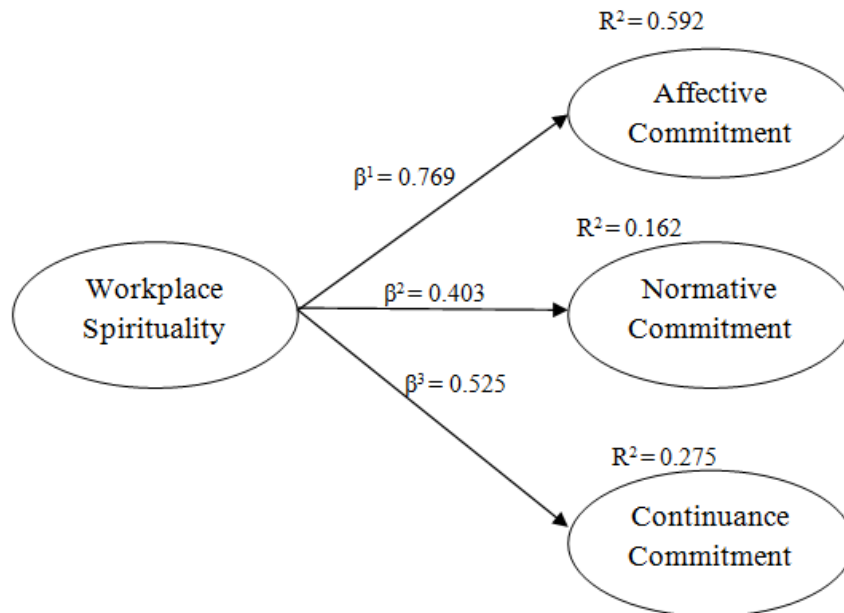 R² = 0.592
Affective
Commitment
β¹ = 0.769
R² = 0.162
Workplace
Spirituality
β² = 0.403
Normative
Commitment
β³ = 0.525
R² = 0.275
Continuance
Commitment